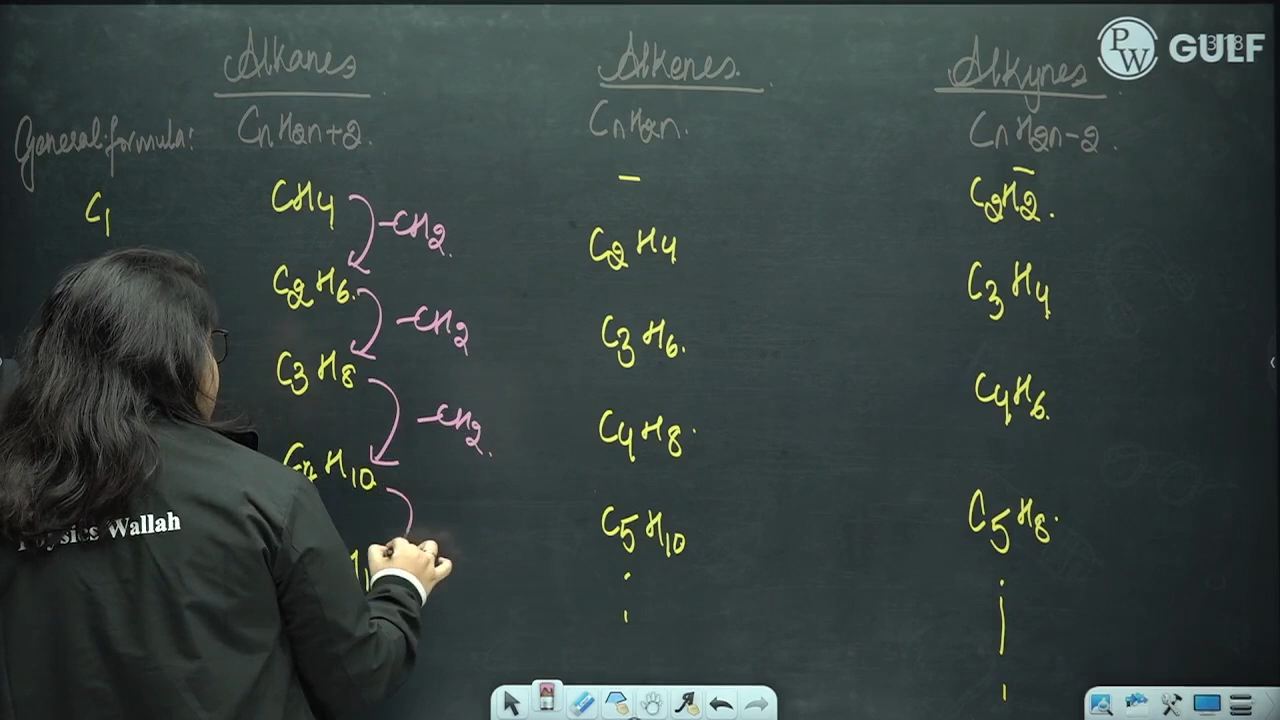 PW GULF
Alkanes Alkenes. Alkynes
General formula: CnH2n+2. CnH2n. CnH2n-2.
C1 CH4 - C2H2.
-CH2.
C2H6. C2H4 C3H4
-CH2
C3H8 C3H6. C4H6.
-CH2.
C4H10 C4H8. C5H8.
C5H10
Physics Wallah